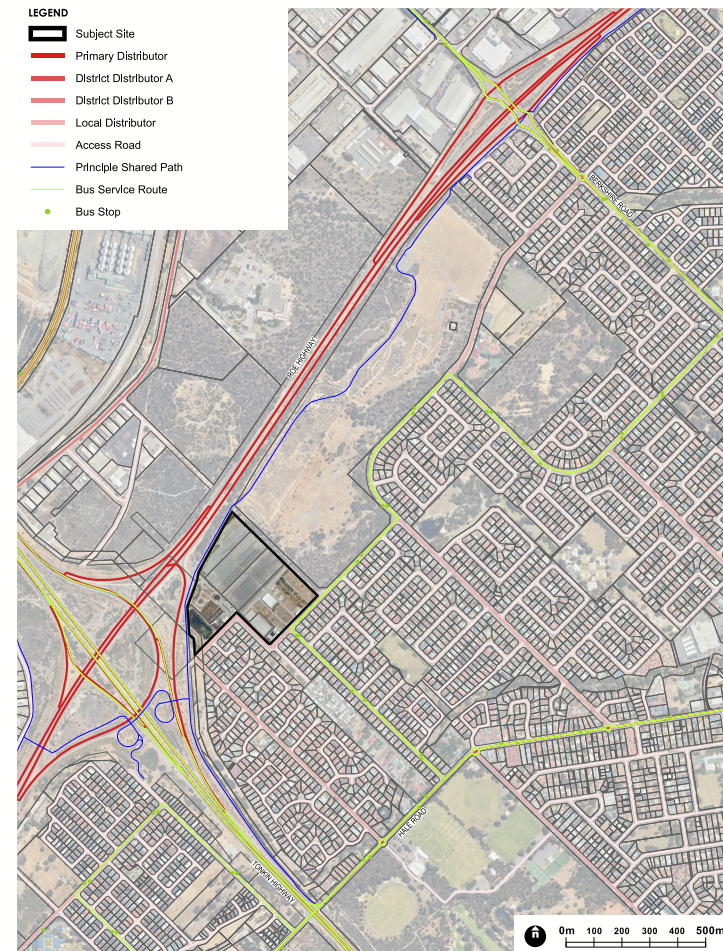 LEGEND
Subject Site
Primary Distributor
District Distributor A
District Distributor B
Local Distributor
Access Road
Principle Shared Path
Bus Service Route
Bus Stop
BERKSHIRE ROAD
ROE HIGHWAY
HALE ROAD
TONKIN HIGHWAY
n
0m 100 200 300 400 500m